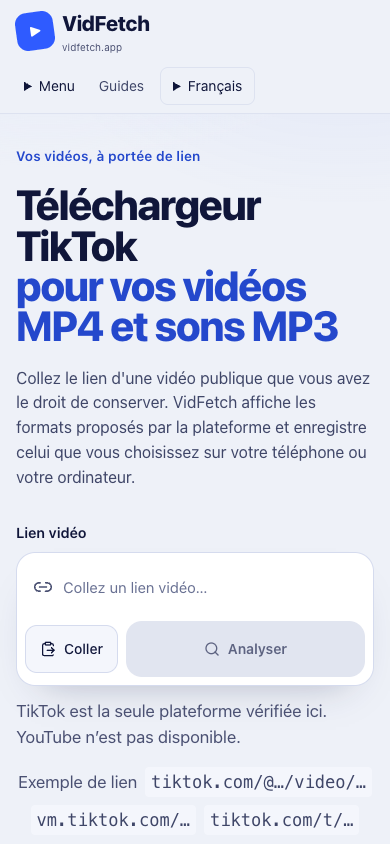 VidFetch
vidfetch.app
Menu Guides Français
Vos vidéos, à portée de lien
Téléchargeur
TikTok
pour vos vidéos
MP4 et sons MP3
Collez le lien d'une vidéo publique que vous avez
le droit de conserver. VidFetch affiche les
formats proposés par la plateforme et enregistre
celui que vous choisissez sur votre téléphone ou
votre ordinateur.
Lien vidéo
Collez un lien vidéo…
Coller Analyser
TikTok est la seule plateforme vérifiée ici.
YouTube n’est pas disponible.
Exemple de lien tiktok.com/@…/video/…
vm.tiktok.com/… tiktok.com/t/…